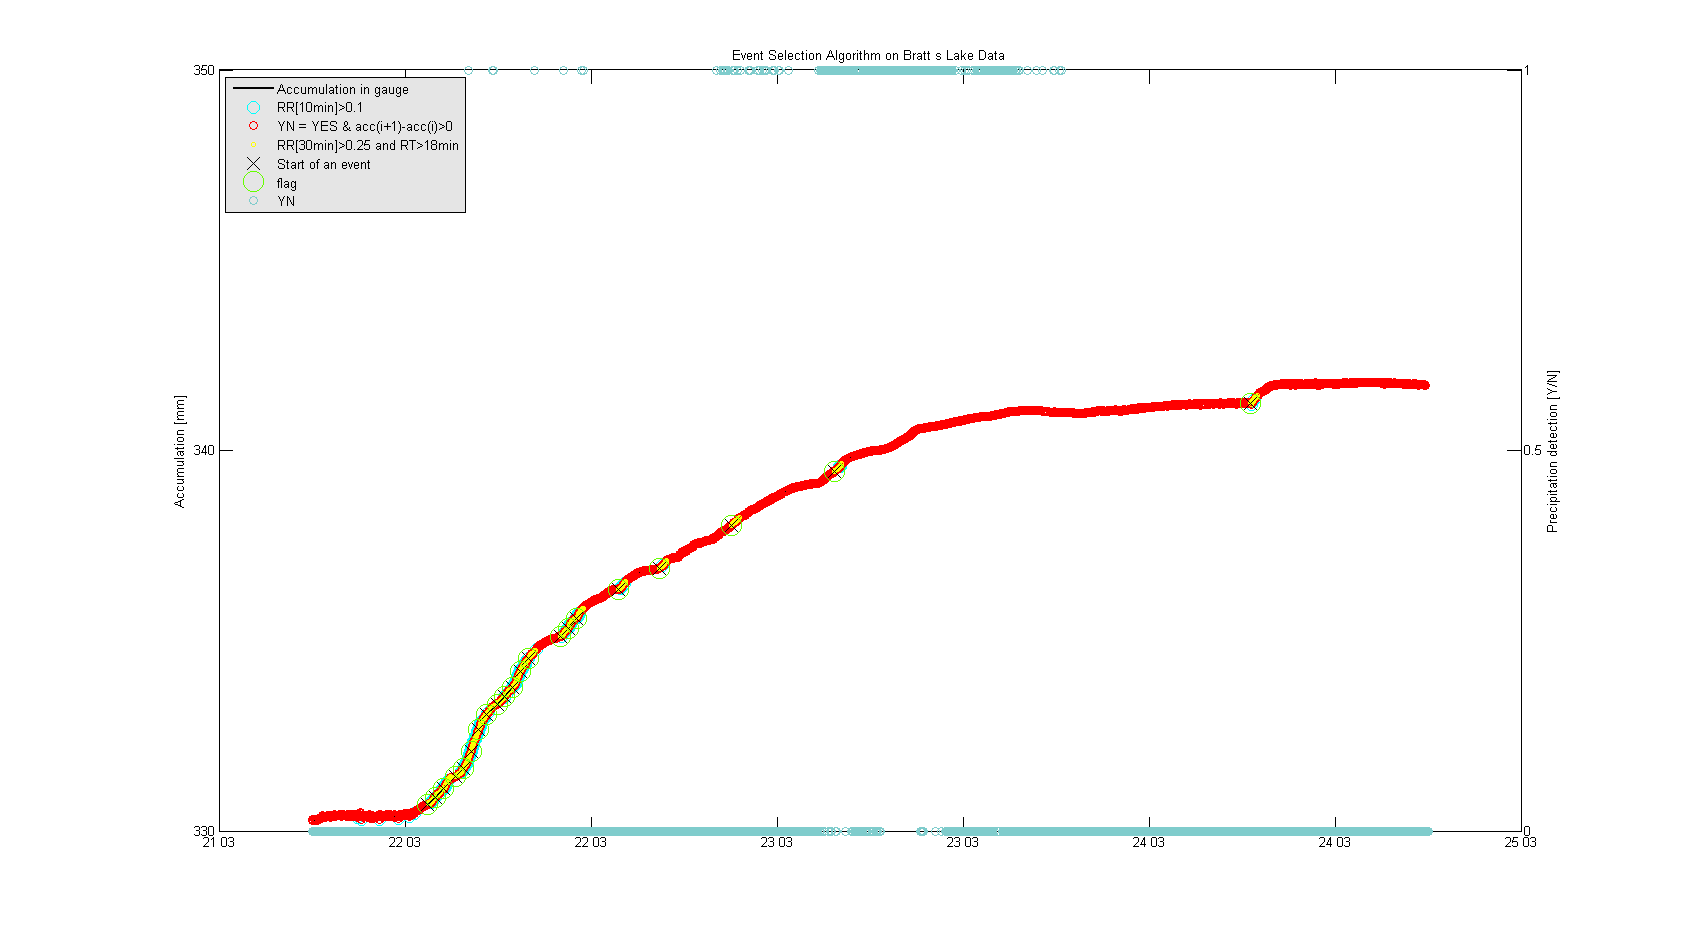 Event Selection Algorithm on Bratt s Lake Data
350
1
Accumulation in gauge
RR[10min]>0.1
YN = YES & acc(i+1)-acc(i)>0
RR[30min]>0.25 and RT>18min
Start of an event
flag
YN
Accumulation [mm]
340
0.5
Precipitation detection [Y/N]
330
0
21 03
22 03
22 03
23 03
23 03
24 03
24 03
25 03